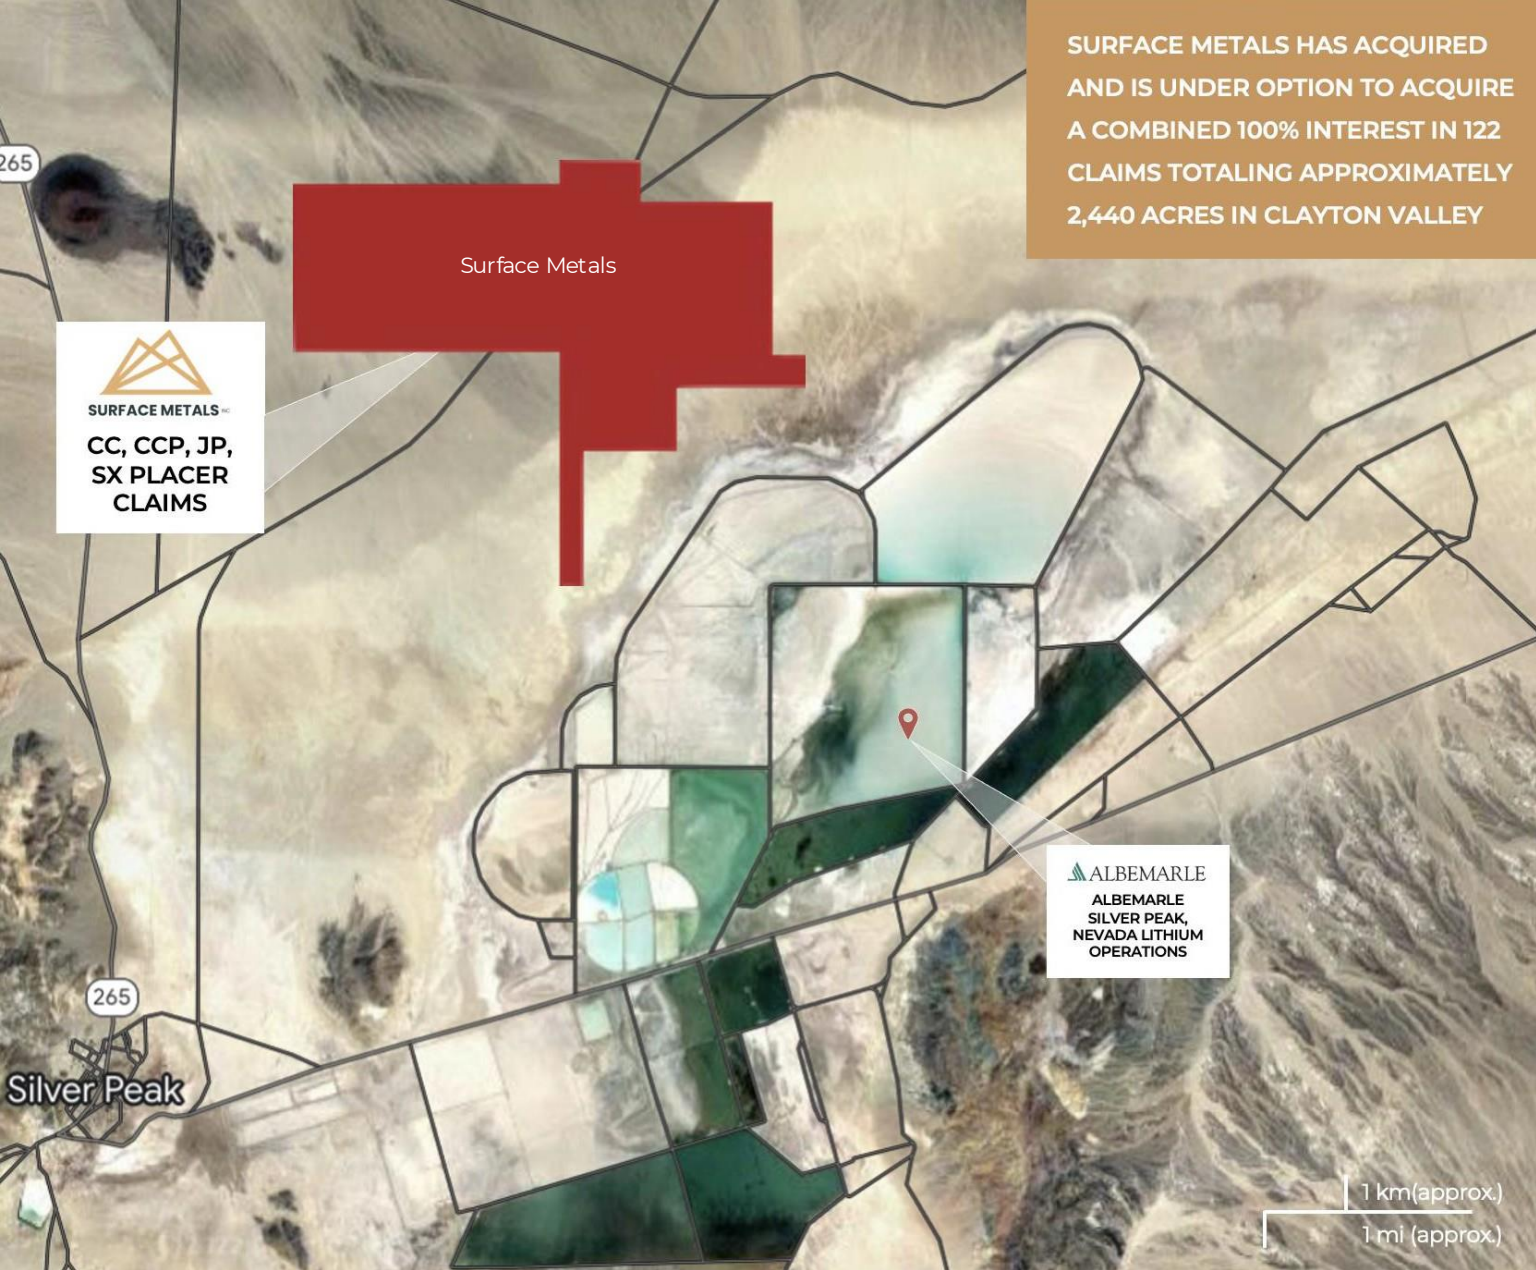 SURFACE METALS HAS ACQUIRED
AND IS UNDER OPTION TO ACQUIRE
A COMBINED 100% INTEREST IN 122
CLAIMS TOTALING APPROXIMATELY
2,440 ACRES IN CLAYTON VALLEY
265
Surface Metals
SURFACE METALS INC
CC, CCP, JP,
SX PLACER
CLAIMS
ALBEMARLE
ALBEMARLE
SILVER PEAK,
NEVADA LITHIUM
OPERATIONS
265
Silver Peak
1 km(approx.)
1 mi (approx.)